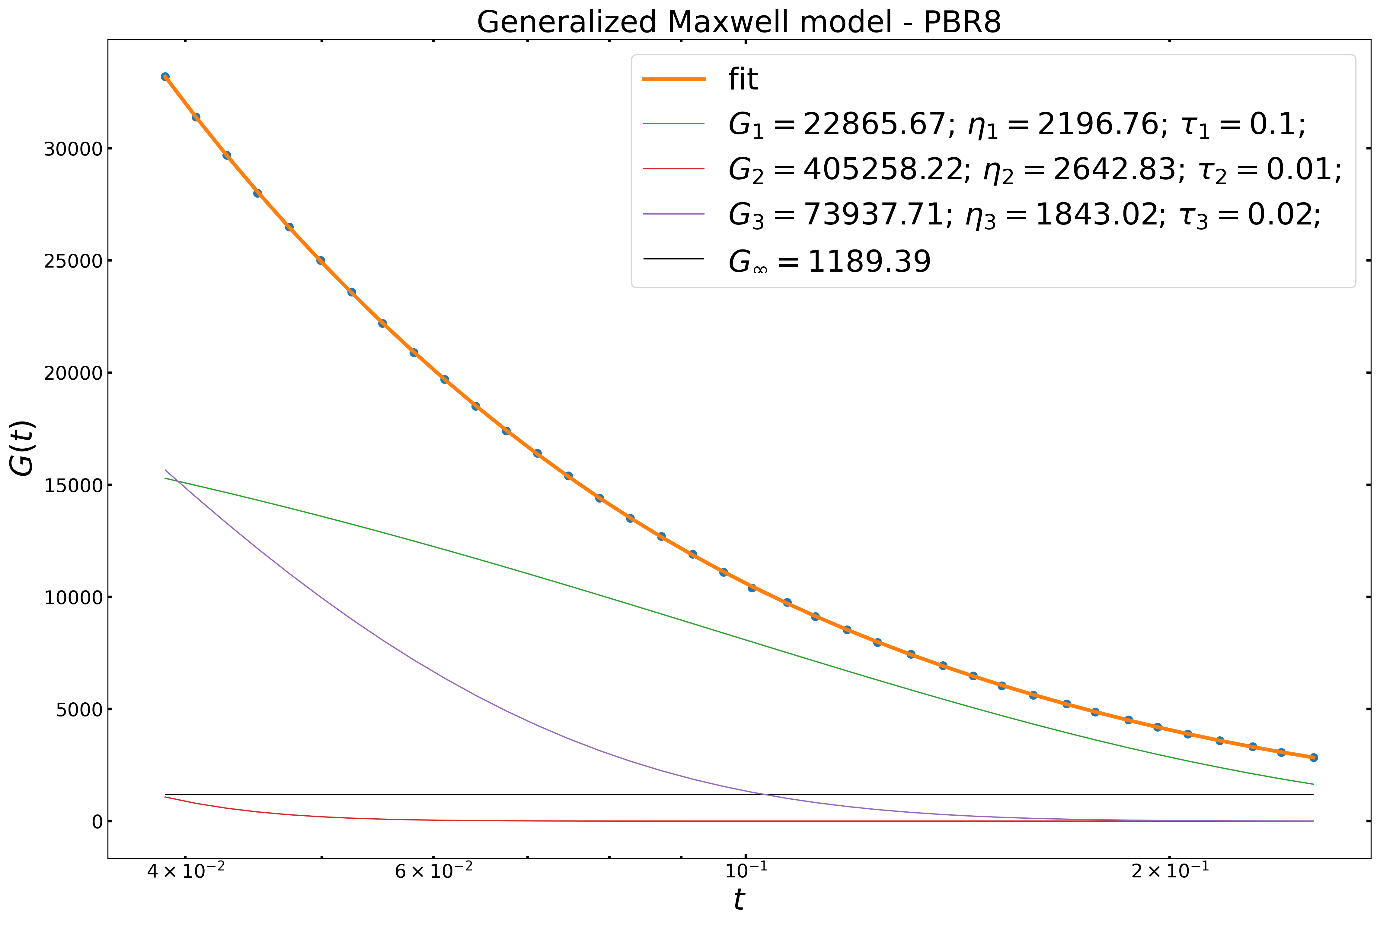 Generalized Maxwell model - PBR8
fit
G₁ = 22865.67; η₁ = 2196.76; τ₁ = 0.1;
G₂ = 405258.22; η₂ = 2642.83; τ₂ = 0.01;
G₃ = 73937.71; η₃ = 1843.02; τ₃ = 0.02;
G∞ = 1189.39
G(t)
30000
25000
20000
15000
10000
5000
0
4 × 10⁻² 6 × 10⁻² 10⁻¹ 2 × 10⁻¹
t